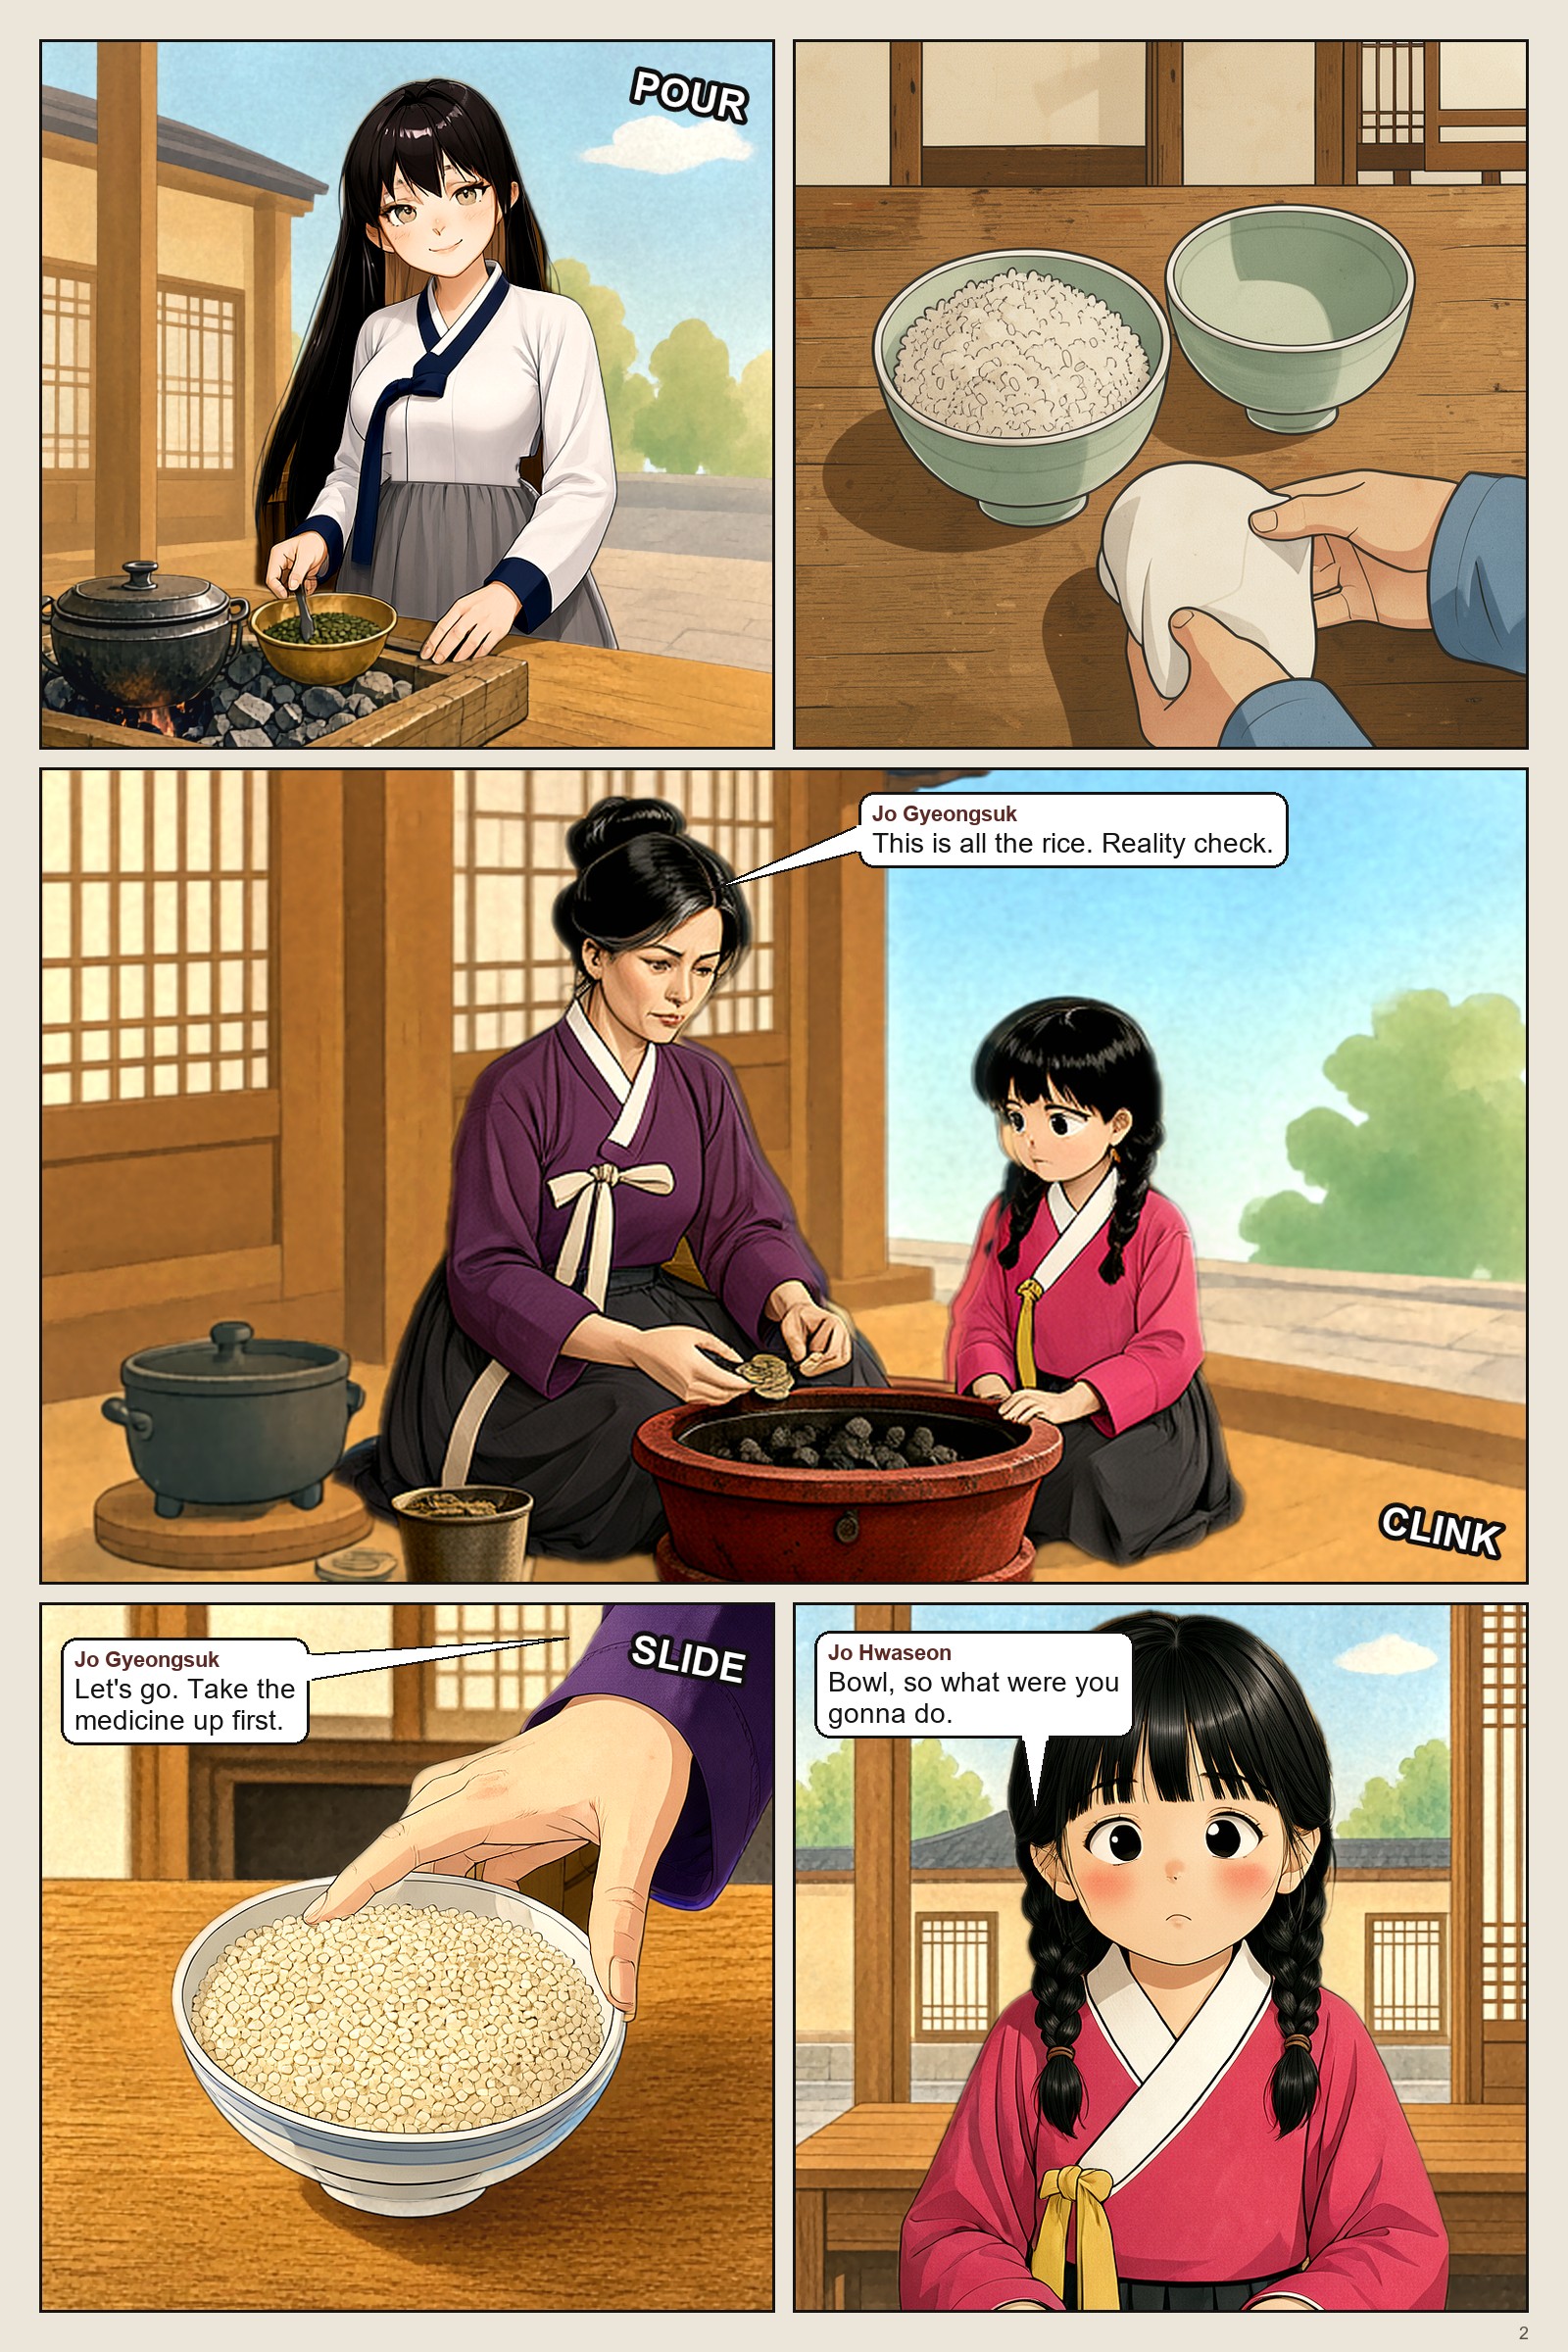 POUR
Jo Gyeongsuk
This is all the rice. Reality check.
CLINK
Jo Gyeongsuk
Let's go. Take the
medicine up first.
SLIDE
Jo Hwaseon
Bowl, so what were you
gonna do.
2